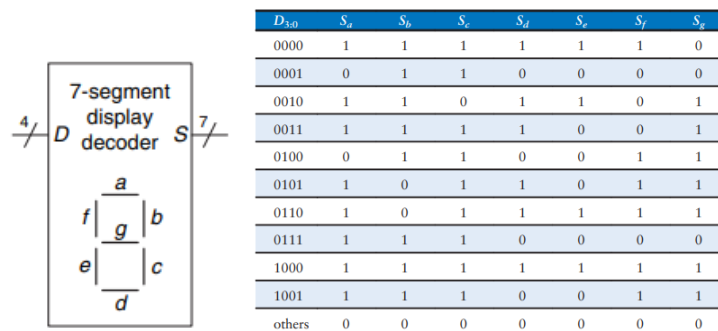 7-segment
display
decoder
4
D
S
7
a
f
b
g
e
c
d
D3:0 Sa Sb Sc Sd Se Sf Sg
0000 1 1 1 1 1 1 0
0001 0 1 1 0 0 0 0
0010 1 1 0 1 1 0 1
0011 1 1 1 1 0 0 1
0100 0 1 1 0 0 1 1
0101 1 0 1 1 0 1 1
0110 1 0 1 1 1 1 1
0111 1 1 1 0 0 0 0
1000 1 1 1 1 1 1 1
1001 1 1 1 0 0 1 1
others 0 0 0 0 0 0 0